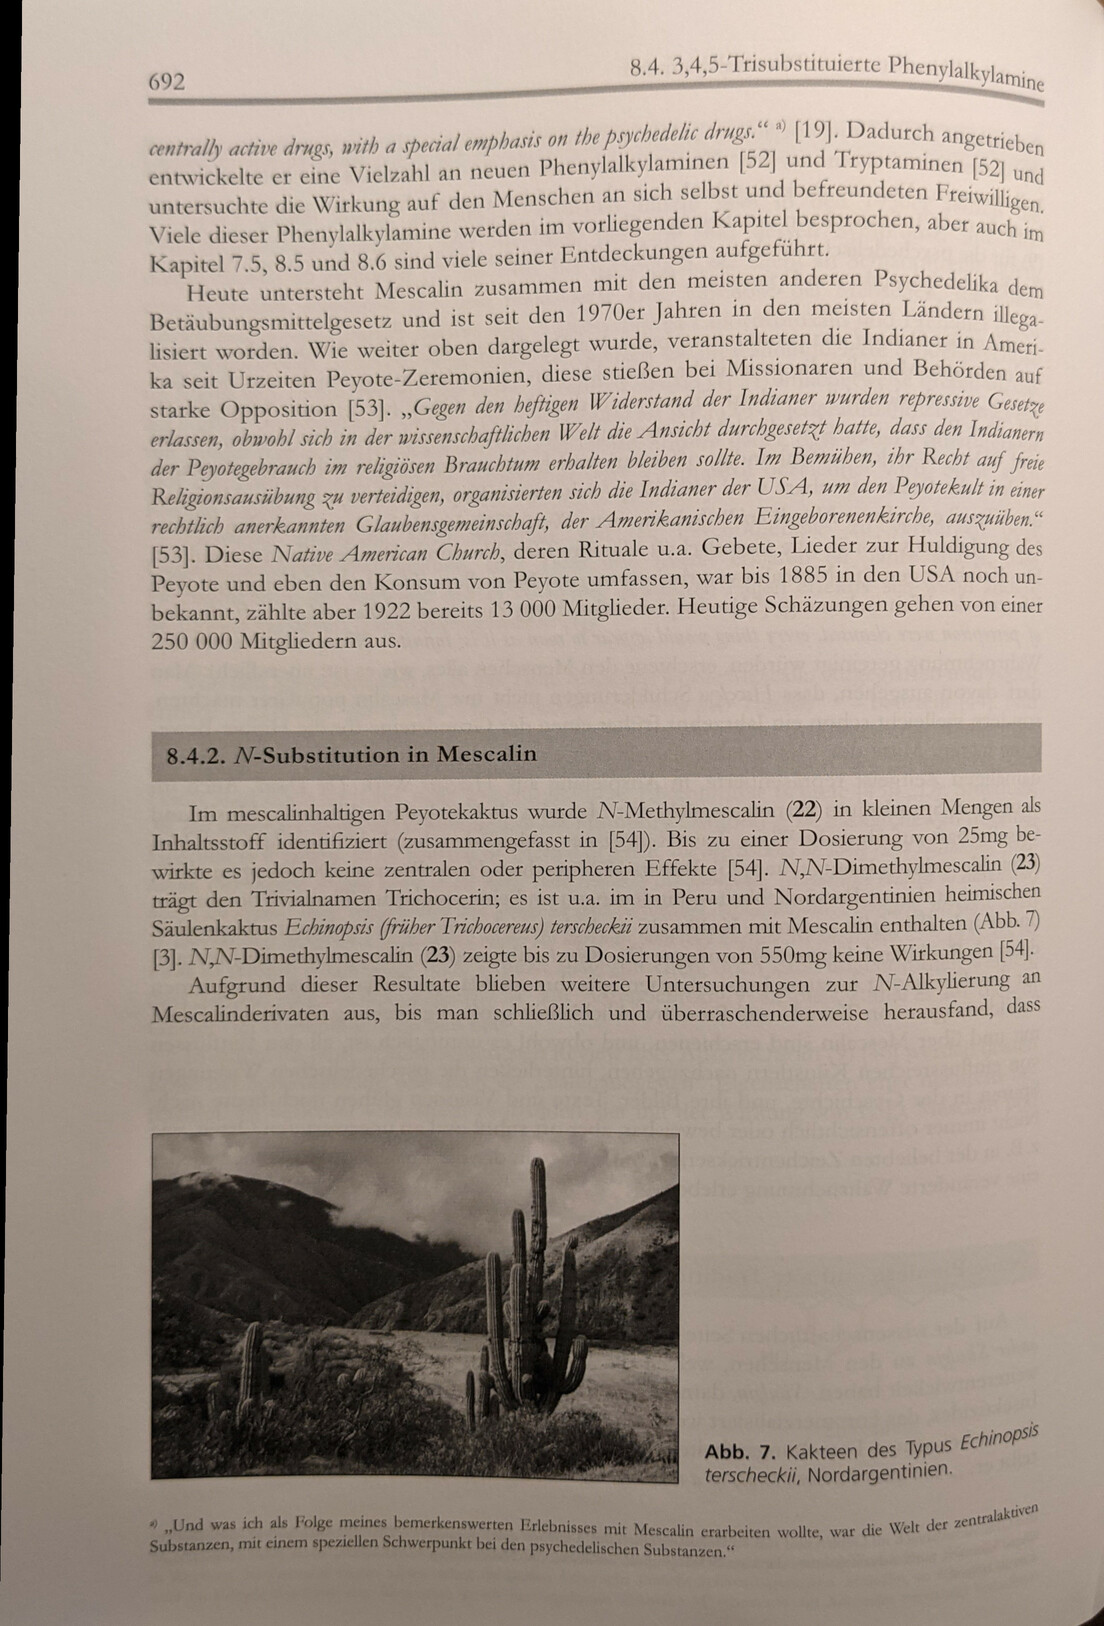 692
8.4. 3,4,5-Trisubstituierte Phenylalkylamine
centrally active drugs, with a special emphasis on the psychedelic drugs.“ a) [19]. Dadurch angetrieben
entwickelte er eine Vielzahl an neuen Phenylalkylaminen [52] und Tryptaminen [52] und
untersuchte die Wirkung auf den Menschen an sich selbst und befreundeten Freiwilligen.
Viele dieser Phenylalkylamine werden im vorliegenden Kapitel besprochen, aber auch im
Kapitel 7.5, 8.5 und 8.6 sind viele seiner Entdeckungen aufgeführt.
Heute untersteht Mescalin zusammen mit den meisten anderen Psychedelika dem
Betäubungsmittelgesetz und ist seit den 1970er Jahren in den meisten Ländern illega-
lisiert worden. Wie weiter oben dargelegt wurde, veranstalteten die Indianer in Ameri-
ka seit Urzeiten Peyote-Zeremonien, diese stießen bei Missionaren und Behörden auf
starke Opposition [53]. „Gegen den heftigen Widerstand der Indianer wurden repressive Gesetze
erlassen, obwohl sich in der wissenschaftlichen Welt die Ansicht durchgesetzt hatte, dass den Indianern
der Peyotegebrauch im religiösen Brauchtum erhalten bleiben sollte. Im Bemühen, ihr Recht auf freie
Religionsausübung zu verteidigen, organisierten sich die Indianer der USA, um den Peyotekult in einer
rechtlich anerkannten Glaubensgemeinschaft, der Amerikanischen Eingeborenenkirche, auszuüben.“
[53]. Diese Native American Church, deren Rituale u.a. Gebete, Lieder zur Huldigung des
Peyote und eben den Konsum von Peyote umfassen, war bis 1885 in den USA noch un-
bekannt, zählte aber 1922 bereits 13 000 Mitglieder. Heutige Schäzungen gehen von einer
250 000 Mitgliedern aus.
8.4.2. N-Substitution in Mescalin
Im mescalinhaltigen Peyotekaktus wurde N-Methylmescalin (22) in kleinen Mengen als
Inhaltsstoff identifiziert (zusammengefasst in [54]). Bis zu einer Dosierung von 25mg be-
wirkte es jedoch keine zentralen oder peripheren Effekte [54]. N,N-Dimethylmescalin (23)
trägt den Trivialnamen Trichocerin; es ist u.a. im in Peru und Nordargentinien heimischen
Säulenkaktus Echinopsis (früher Trichocereus) terscheckii zusammen mit Mescalin enthalten (Abb. 7)
[3]. N,N-Dimethylmescalin (23) zeigte bis zu Dosierungen von 550mg keine Wirkungen [54].
Aufgrund dieser Resultate blieben weitere Untersuchungen zur N-Alkylierung an
Mescalinderivaten aus, bis man schließlich und überraschenderweise herausfand, dass
Abb. 7. Kakteen des Typus Echinopsis
terscheckii, Nordargentinien.
a) „Und was ich als Folge meines bemerkenswerten Erlebnisses mit Mescalin erarbeiten wollte, war die Welt der zentralaktiven
Substanzen, mit einem speziellen Schwerpunkt bei den psychedelischen Substanzen.“